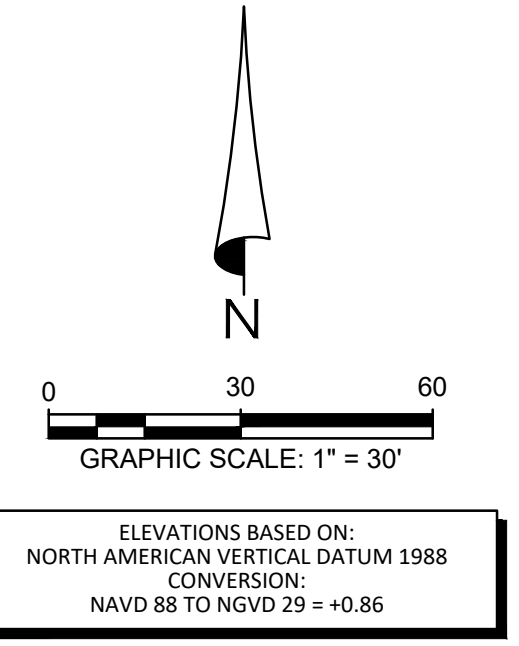 N
0 30 60
GRAPHIC SCALE: 1" = 30'
ELEVATIONS BASED ON:
NORTH AMERICAN VERTICAL DATUM 1988
CONVERSION:
NAVD 88 TO NGVD 29 = +0.86